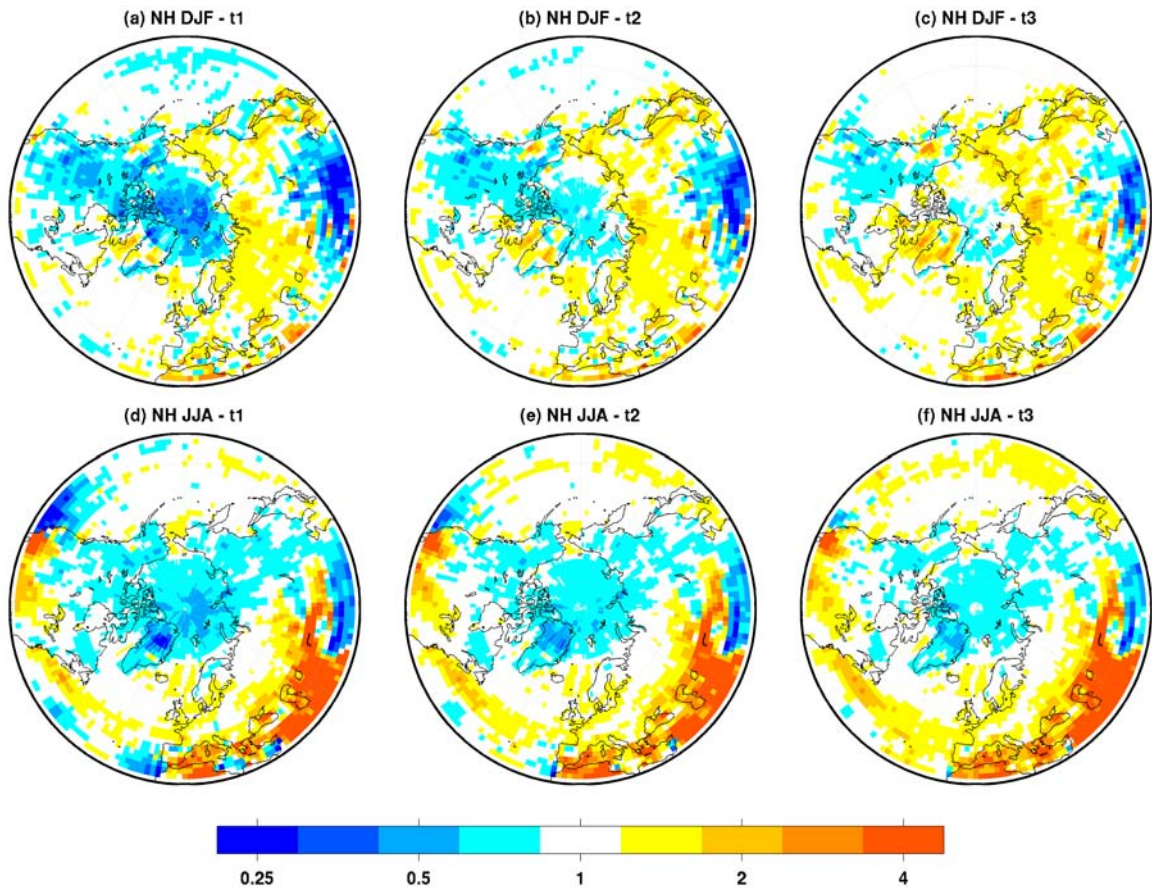 (a) NH DJF - t1
(b) NH DJF - t2
(c) NH DJF - t3
(d) NH JJA - t1
(e) NH JJA - t2
(f) NH JJA - t3
0.25 0.5 1 2 4